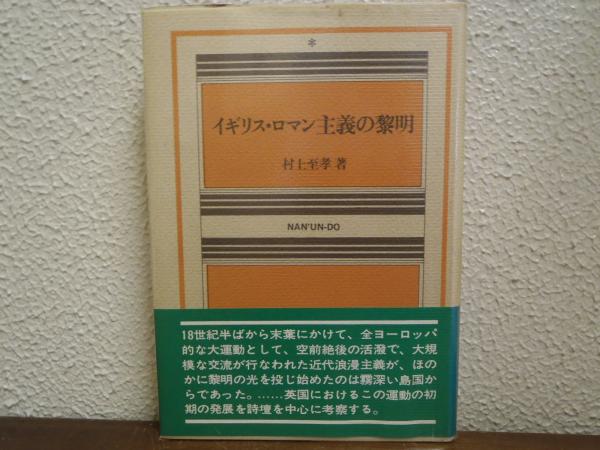 *
イギリス・ロマン主義の黎明
村上至孝 著
NAN'UN-DO
18世紀半ばから末葉にかけて、全ヨーロッパ
的な大運動として、空前絶後の活潑で、大規
模な交流が行なわれた近代浪漫主義が、ほの
かに黎明の光を投じ始めたのは霧深い島国か
らであった。……英国におけるこの運動の初
期の発展を詩壇を中心に考察する。